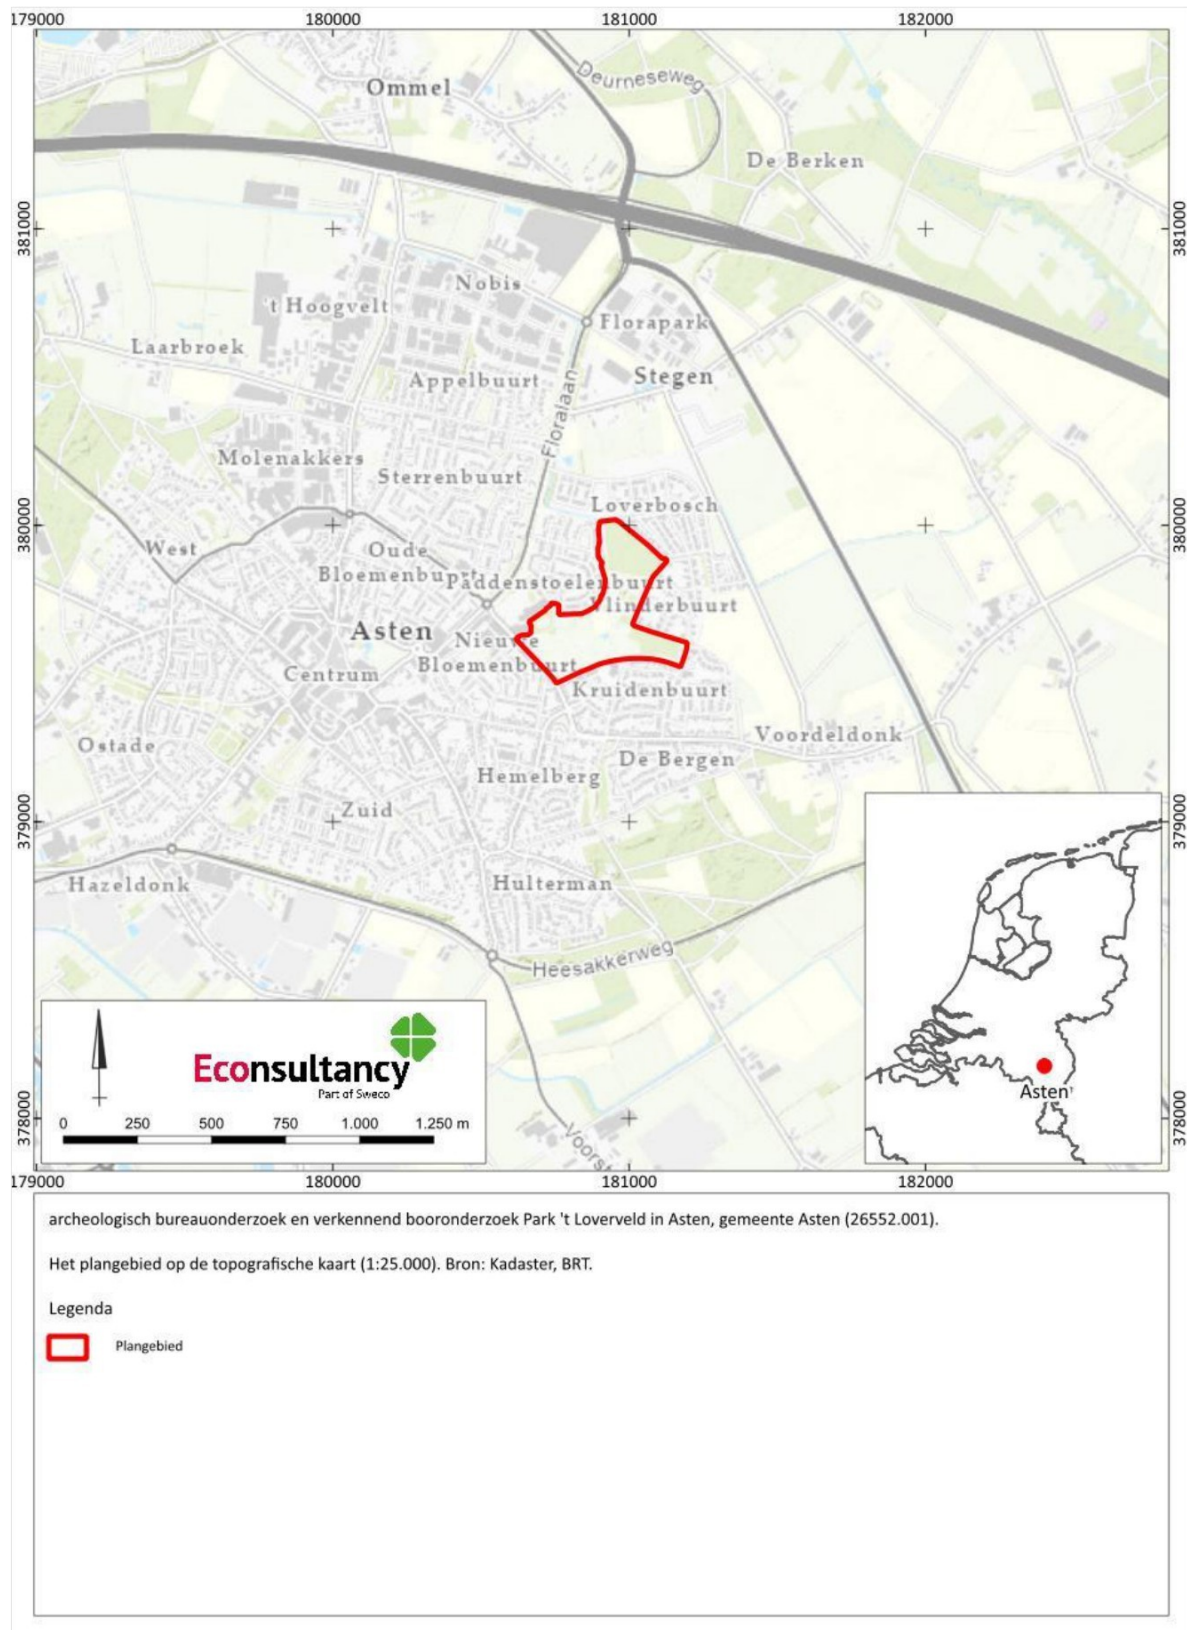 179000 180000 181000 182000
Ommel
Deurneseweg
De Berken
381000 381000
Nobis
't Hoogvelt
Florapark
Laarbroek
Stegen
Appelbuurt
Floralaan
Molenakkers
Sterrenbuurt
Loverbosch
380000 380000
West
Oude
Bloemenbuurt
Paddenstoelenbuurt
Vlinderbuurt
Asten
Nieuwe
Bloemenbuurt
Centrum
Kruidenbuurt
Voordeldonk
Ostade
De Bergen
Hemelberg
Zuid
379000 379000
Hazeldonk
Hulterman
Heesakkerweg
Econsultancy
Part of Sweco
0 250 500 750 1.000 1.250 m
Asten
378000 378000
179000 180000 181000 182000
archeologisch bureauonderzoek en verkennend booronderzoek Park 't Loverveld in Asten, gemeente Asten (26552.001).
Het plangebied op de topografische kaart (1:25.000). Bron: Kadaster, BRT.
Legenda
Plangebied